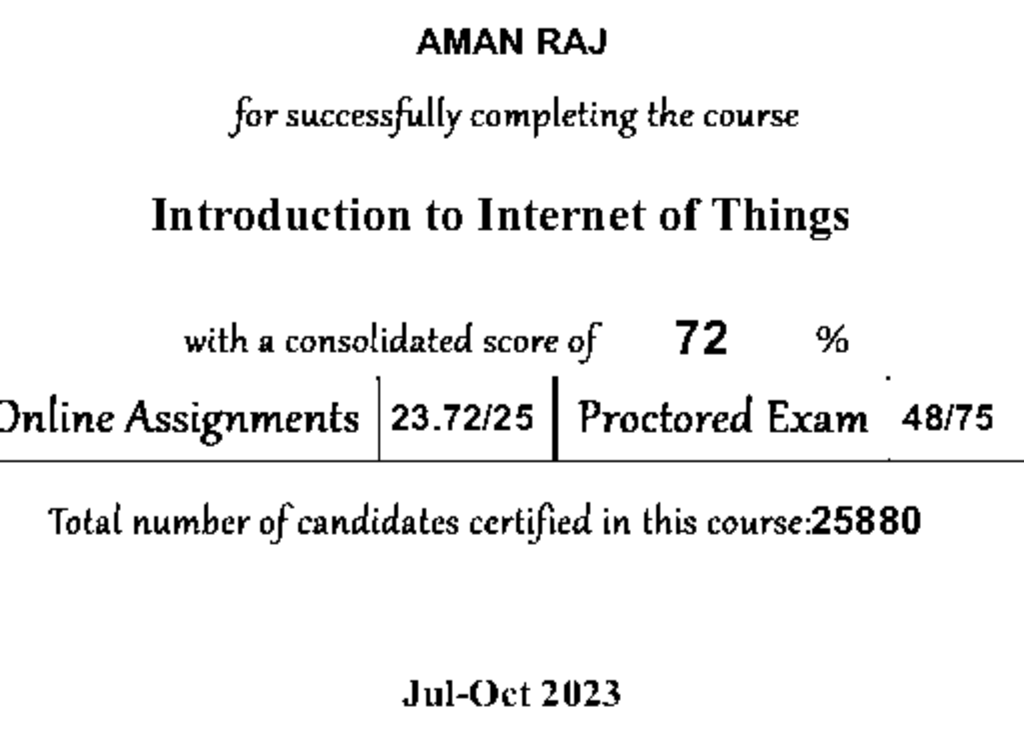 AMAN RAJ
for successfully completing the course
Introduction to Internet of Things
with a consolidated score of 72 %
Online Assignments 23.72/25 Proctored Exam 48/75
Total number of candidates certified in this course:25880
Jul-Oct 2023